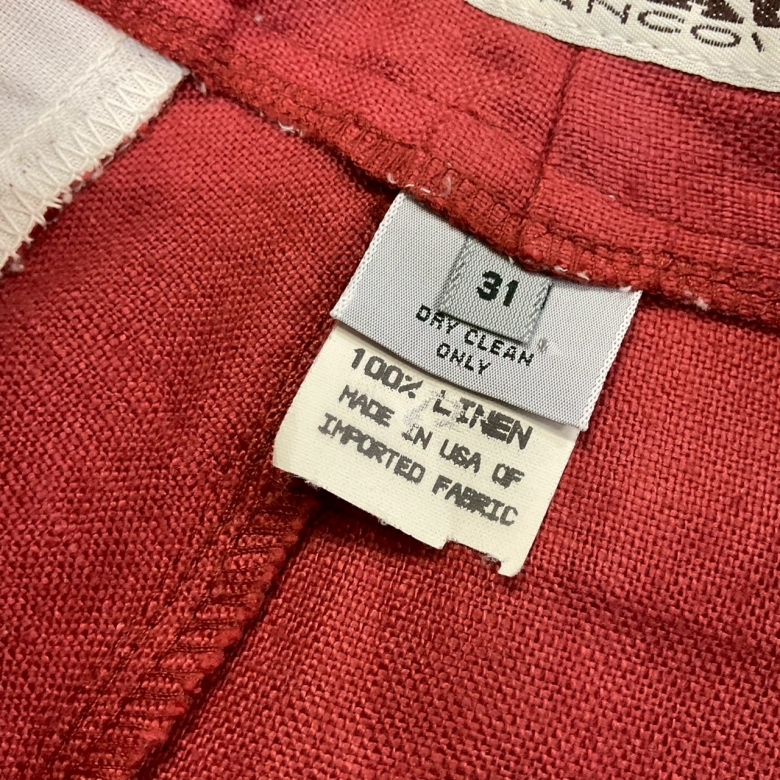 31
DRY CLEAN
ONLY
100% LINEN
MADE IN USA OF
IMPORTED FABRIC